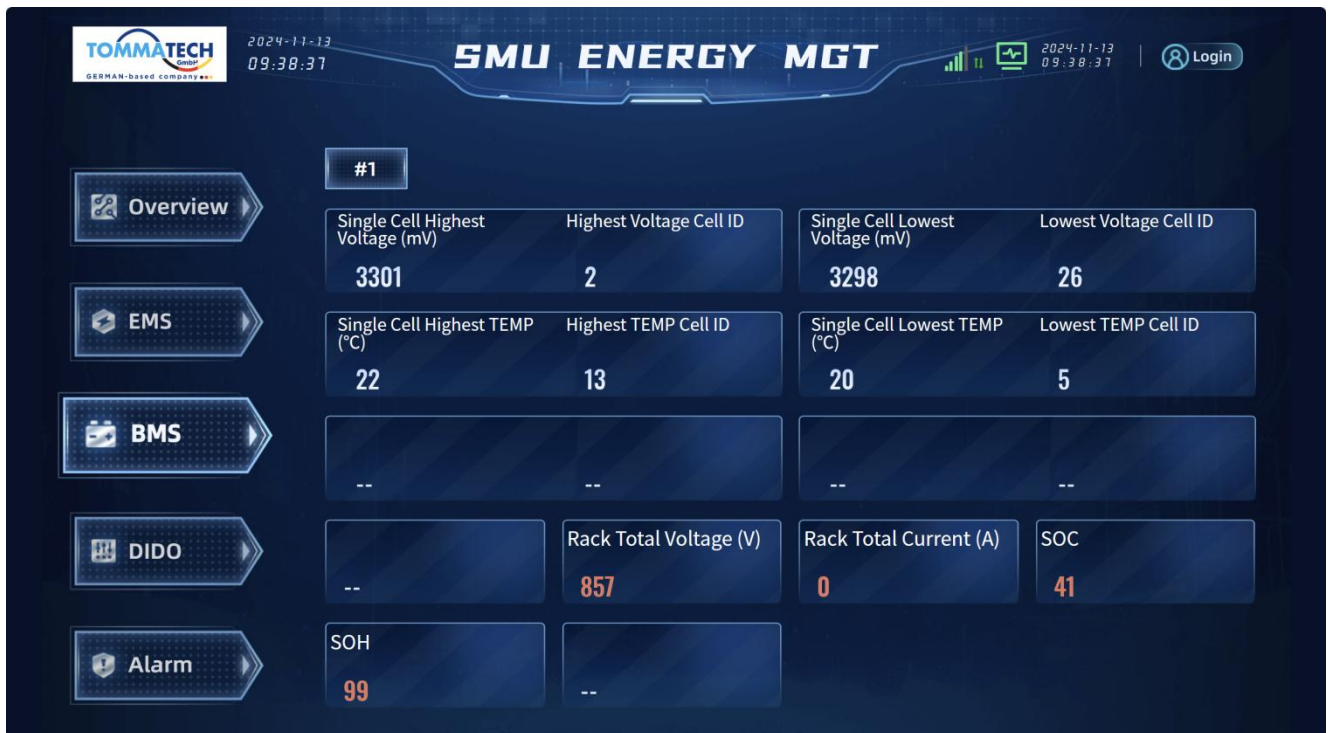 TOMMATECH
GmbH
GERMAN-based company
2024-11-13
09:38:37
SMU ENERGY MGT
2024-11-13
09:38:37
Login
Overview
EMS
BMS
DIDO
Alarm
#1
Single Cell Highest
Voltage (mV)
3301
Highest Voltage Cell ID
2
Single Cell Lowest
Voltage (mV)
3298
Lowest Voltage Cell ID
26
Single Cell Highest TEMP
(°C)
22
Highest TEMP Cell ID
13
Single Cell Lowest TEMP
(°C)
20
Lowest TEMP Cell ID
5
--
--
--
--
--
Rack Total Voltage (V)
857
Rack Total Current (A)
0
SOC
41
SOH
99
--